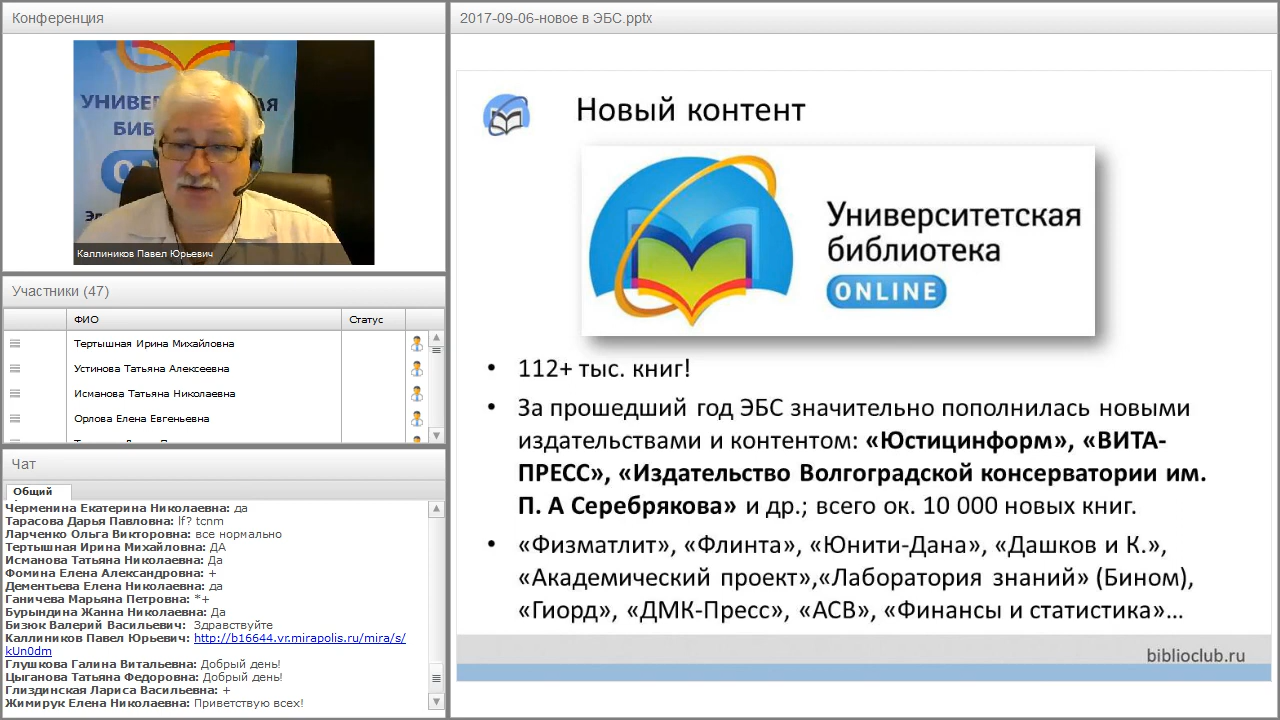 Конференция
УНИВЕ
АЯ
БИБ
Эл
Каллиников Павел Юрьевич
Участники (47)
ФИО
Статус
Тертышная Ирина Михайловна
Устинова Татьяна Алексеевна
Исманова Татьяна Николаевна
Орлова Елена Евгеньевна
Чат
Общий
Черменина Екатерина Николаевна: да
Тарасова Дарья Павловна: lf? tcnm
Ларченко Ольга Викторовна: все нормально
Тертышная Ирина Михайловна: ДА
Исманова Татьяна Николаевна: Да
Фомина Елена Александровна: +
Дементьева Елена Николаевна: да
Ганичева Марьяна Петровна: *+
Бурындина Жанна Николаевна: Да
Бизюк Валерий Васильевич: Здравствуйте
Каллиников Павел Юрьевич: http://b16644.vr.mirapolis.ru/mira/s/
kUn0dm
Глушкова Галина Витальевна: Добрый день!
Цыганова Татьяна Федоровна: Добрый день!
Глиздинская Лариса Васильевна: +
Жимирук Елена Николаевна: Приветствую всех!
2017-09-06-новое в ЭБС.pptx
Новый контент
Университетская
библиотека
ONLINE
• 112+ тыс. книг!
• За прошедший год ЭБС значительно пополнилась новыми
издательствами и контентом: «Юстицинформ», «ВИТА-
ПРЕСС», «Издательство Волгоградской консерватории им.
П. А Серебрякова» и др.; всего ок. 10 000 новых книг.
• «Физматлит», «Флинта», «Юнити-Дана», «Дашков и К.»,
«Академический проект»,«Лаборатория знаний» (Бином),
«Гиорд», «ДМК-Пресс», «АСВ», «Финансы и статистика»…
biblioclub.ru